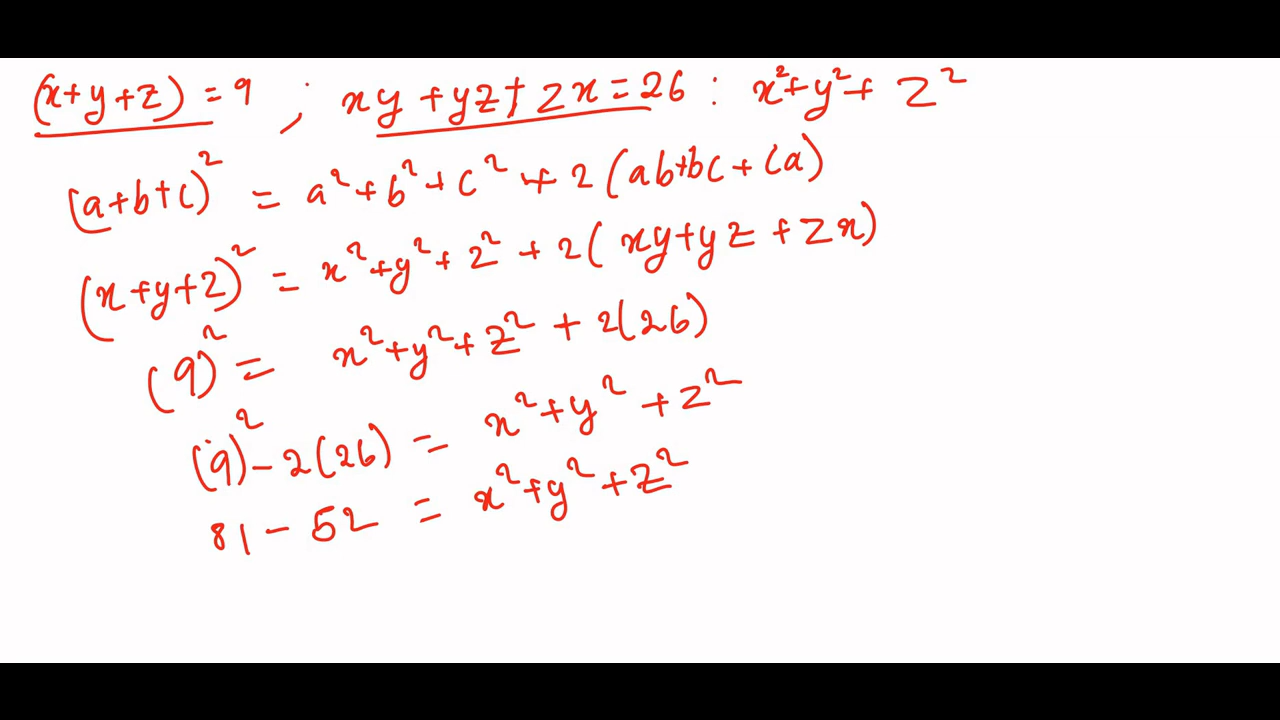 (x+y+z) = 9 ; xy + yz + zx = 26 : x² + y² + z²
(a+b+c)² = a² + b² + c² + 2(ab+bc+ca)
(x+y+z)² = x² + y² + z² + 2(xy+yz+zx)
(9)² = x² + y² + z² + 2(26)
(9)² - 2(26) = x² + y² + z²
81 - 52 = x² + y² + z²